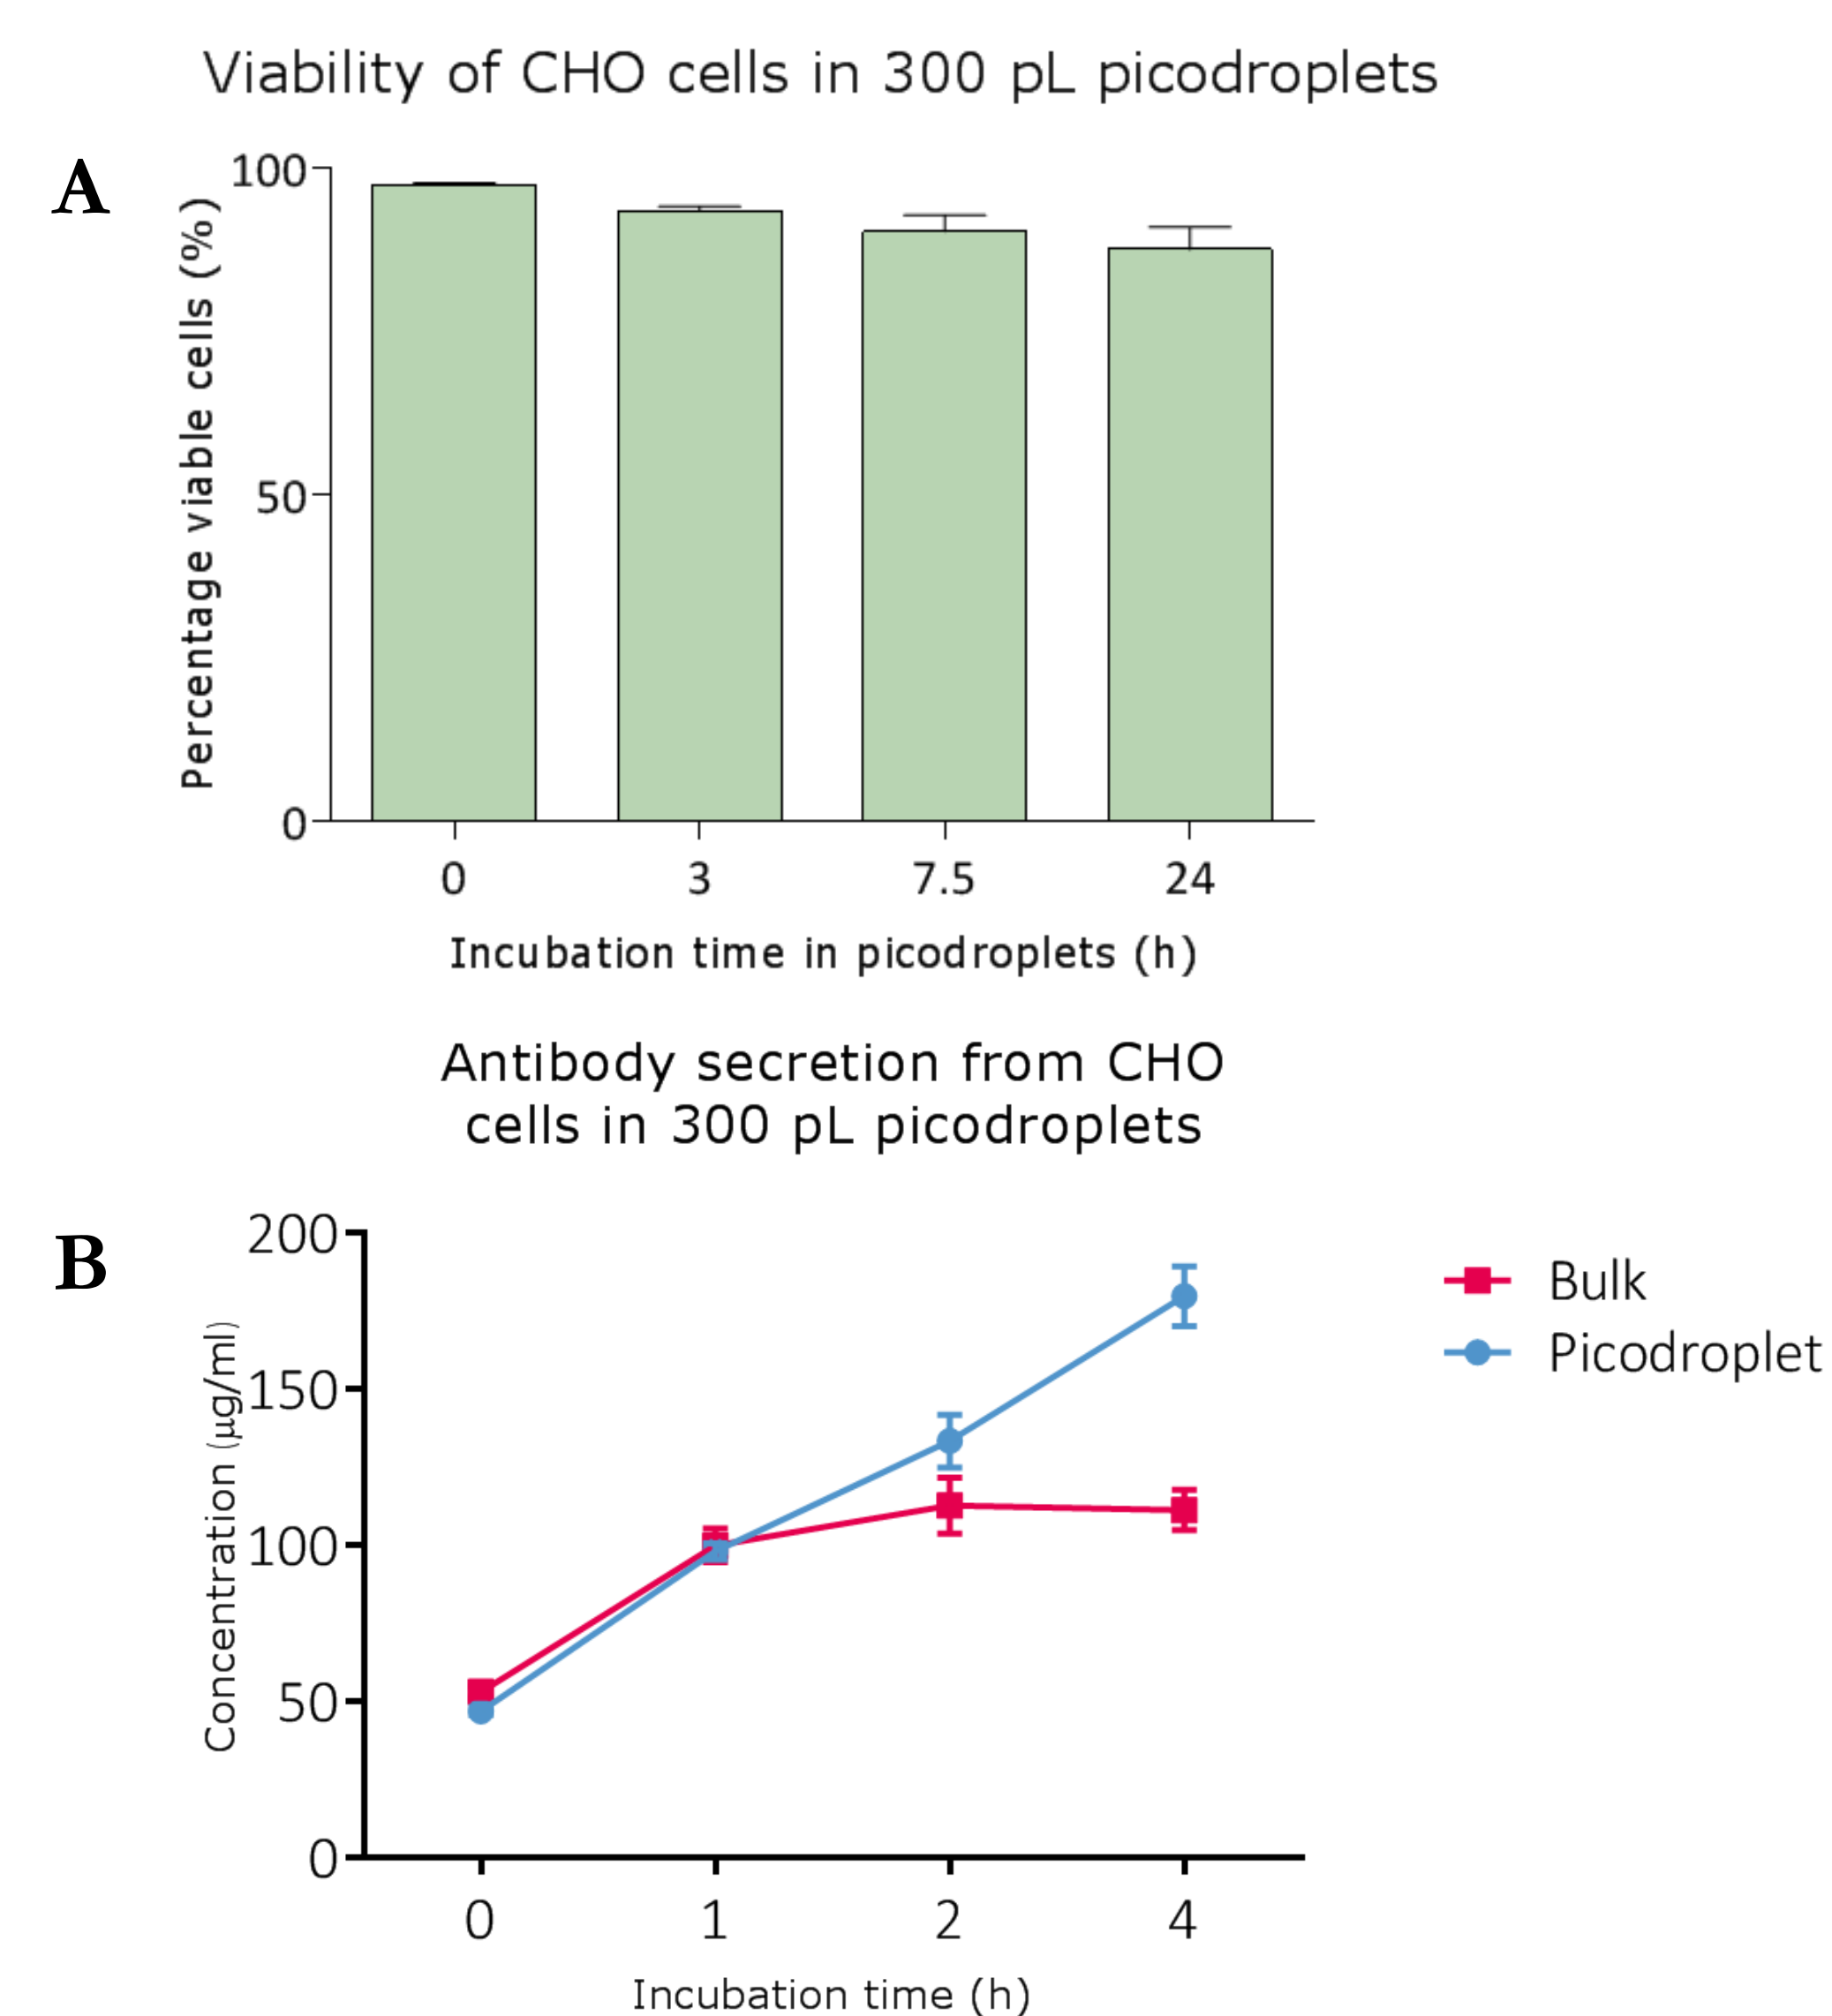 Viability of CHO cells in 300 pL picodroplets
A
Percentage viable cells (%)
100
50
0
0 3 7.5 24
Incubation time in picodroplets (h)
Antibody secretion from CHO
cells in 300 pL picodroplets
B
Concentration (µg/ml)
200
150
100
50
0
0 1 2 4
Incubation time (h)
Bulk
Picodroplet